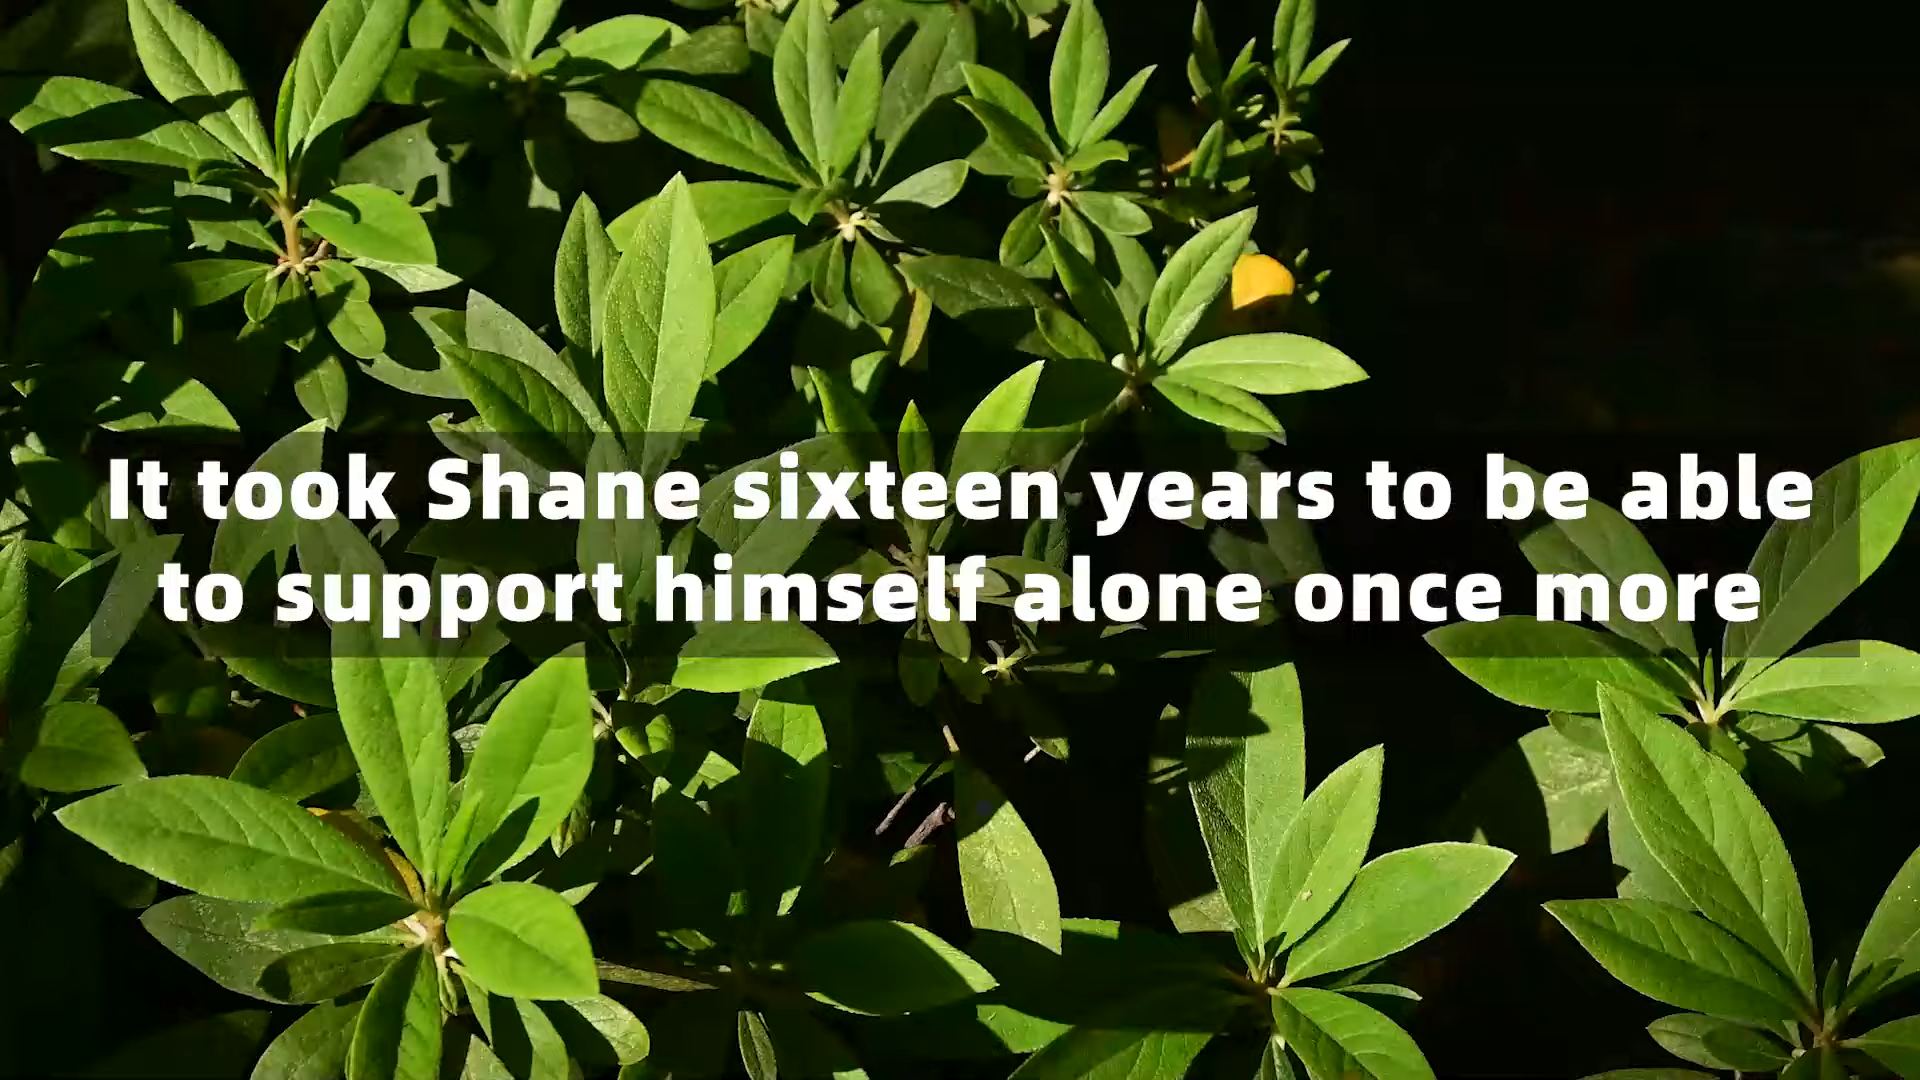 It took Shane sixteen years to be able
to support himself alone once more